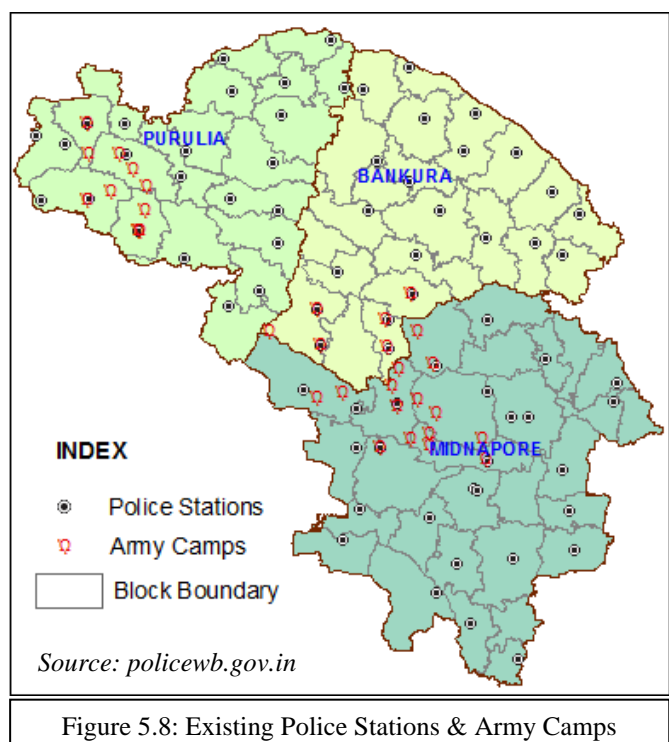 PURULIA
BANKURA
MIDNAPORE
INDEX
Police Stations
Army Camps
Block Boundary
Source: policewb.gov.in
Figure 5.8: Existing Police Stations & Army Camps